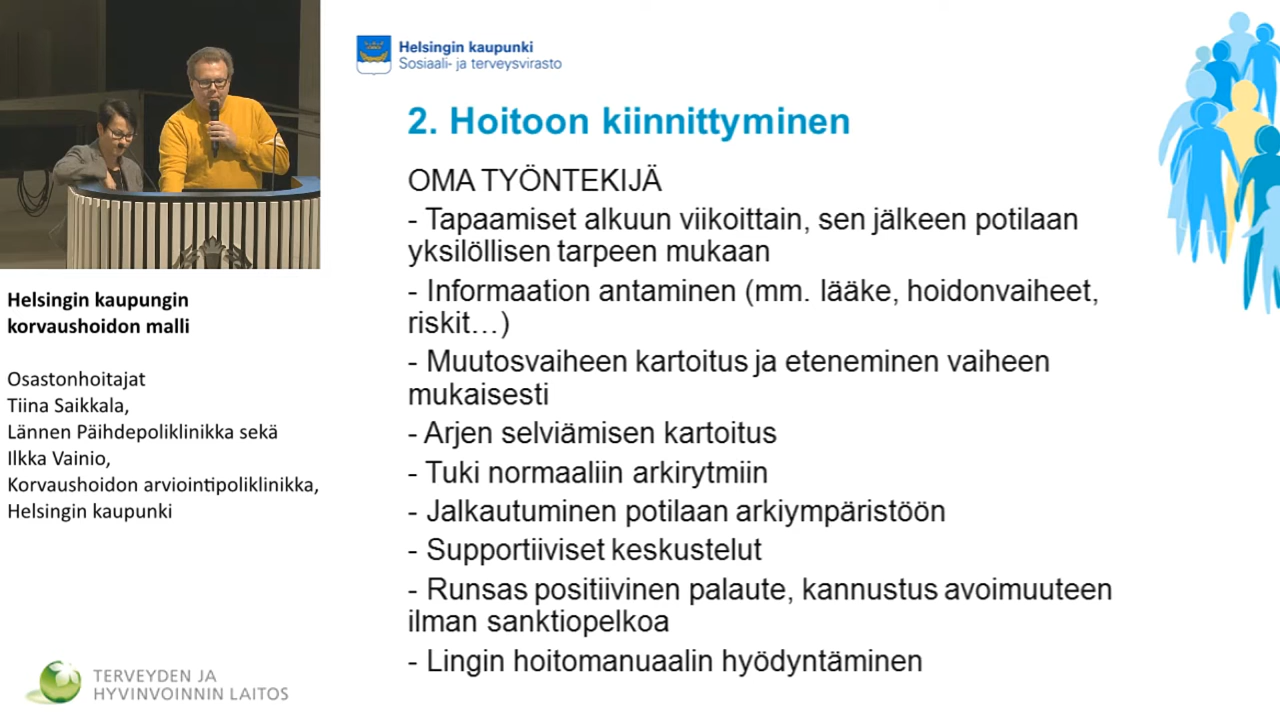 Helsingin kaupunki
Sosiaali- ja terveysvirasto
2. Hoitoon kiinnittyminen
OMA TYÖNTEKIJÄ
- Tapaamiset alkuun viikoittain, sen jälkeen potilaan
yksilöllisen tarpeen mukaan
- Informaation antaminen (mm. lääke, hoidonvaiheet,
riskit…)
- Muutosvaiheen kartoitus ja eteneminen vaiheen
mukaisesti
- Arjen selviämisen kartoitus
- Tuki normaaliin arkirytmiin
- Jalkautuminen potilaan arkiympäristöön
- Supportiiviset keskustelut
- Runsas positiivinen palaute, kannustus avoimuuteen
ilman sanktiopelkoa
- Lingin hoitomanuaalin hyödyntäminen
Helsingin kaupungin
korvaushoidon malli
Osastonhoitajat
Tiina Saikkala,
Lännen Päihdepoliklinikka sekä
Ilkka Vainio,
Korvaushoidon arviointipoliklinikka,
Helsingin kaupunki
TERVEYDEN JA
HYVINVOINNIN LAITOS